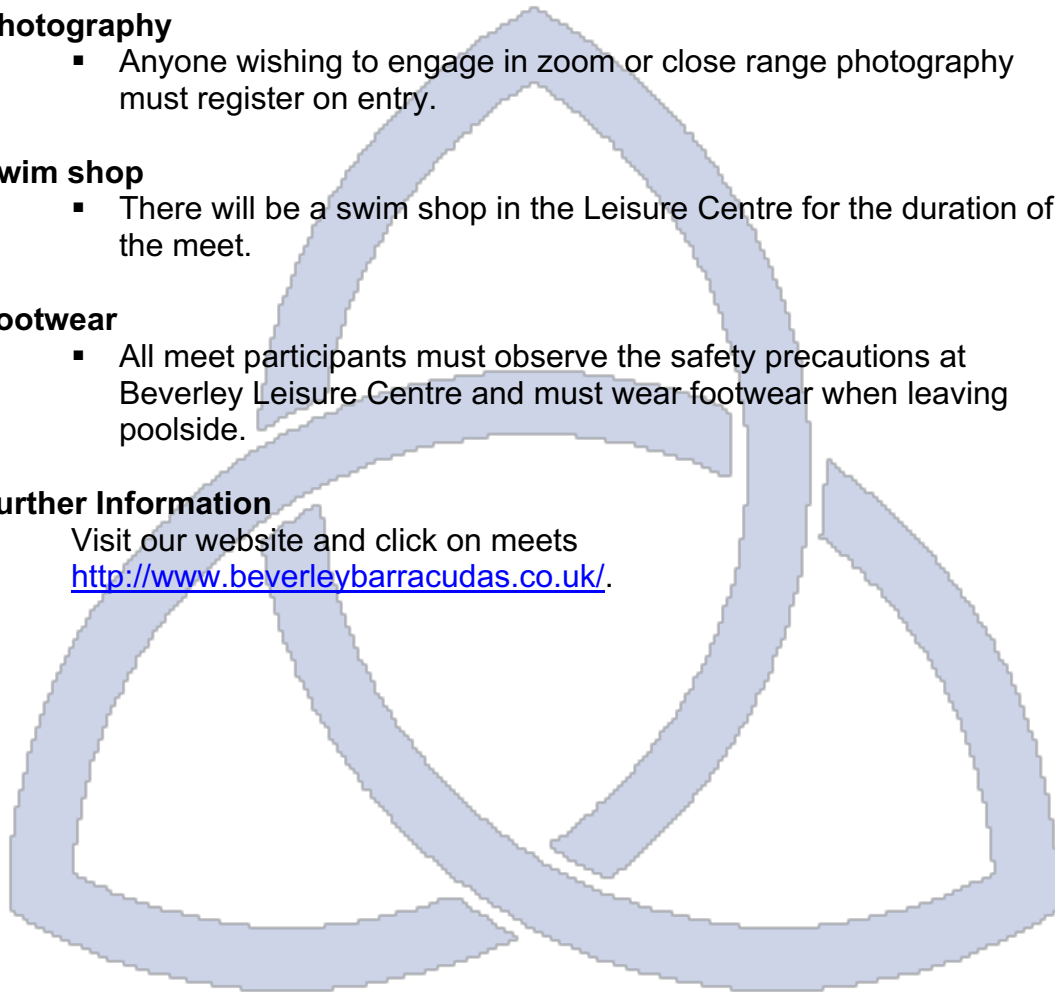 hotography
▪ Anyone wishing to engage in zoom or close range photography
must register on entry.
wim shop
▪ There will be a swim shop in the Leisure Centre for the duration of
the meet.
ootwear
▪ All meet participants must observe the safety precautions at
Beverley Leisure Centre and must wear footwear when leaving
poolside.
urther Information
Visit our website and click on meets
http://www.beverleybarracudas.co.uk/.